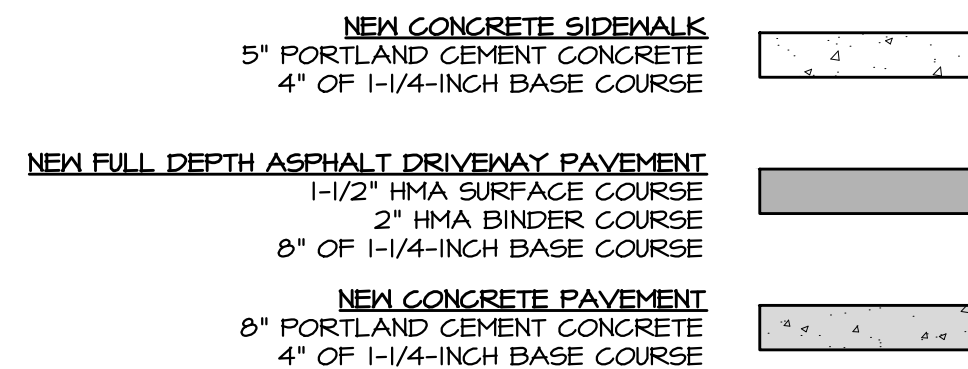 NEW CONCRETE SIDEWALK
5" PORTLAND CEMENT CONCRETE
4" OF 1-1/4-INCH BASE COURSE
NEW FULL DEPTH ASPHALT DRIVEWAY PAVEMENT
1-1/2" HMA SURFACE COURSE
2" HMA BINDER COURSE
8" OF 1-1/4-INCH BASE COURSE
NEW CONCRETE PAVEMENT
8" PORTLAND CEMENT CONCRETE
4" OF 1-1/4-INCH BASE COURSE